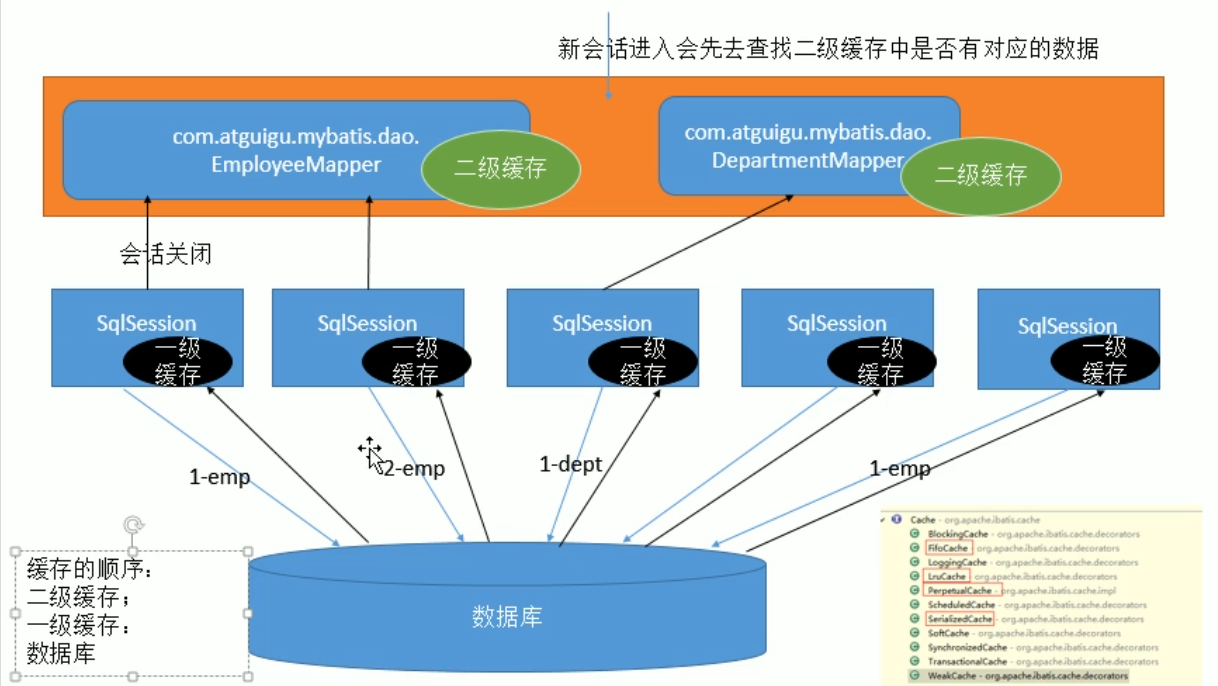 新会话进入会先去查找二级缓存中是否有对应的数据
com.atguigu.mybatis.dao.
EmployeeMapper
二级缓存
com.atguigu.mybatis.dao.
DepartmentMapper
二级缓存
会话关闭
SqlSession
一级
缓存
SqlSession
一级
缓存
SqlSession
一级
缓存
SqlSession
一级
缓存
SqlSession
一级
缓存
1-emp
2-emp
1-dept
1-emp
缓存的顺序：
二级缓存；
一级缓存：
数据库
数据库
Cache - org.apache.ibatis.cache
BlockingCache - org.apache.ibatis.cache.decorators
FifoCache - org.apache.ibatis.cache.decorators
LoggingCache - org.apache.ibatis.cache.decorators
LruCache - org.apache.ibatis.cache.decorators
PerpetualCache - org.apache.ibatis.cache.impl
ScheduledCache - org.apache.ibatis.cache.decorators
SerializedCache - org.apache.ibatis.cache.decorators
SoftCache - org.apache.ibatis.cache.decorators
SynchronizedCache - org.apache.ibatis.cache.decorators
TransactionalCache - org.apache.ibatis.cache.decorators
WeakCache - org.apache.ibatis.cache.decorators